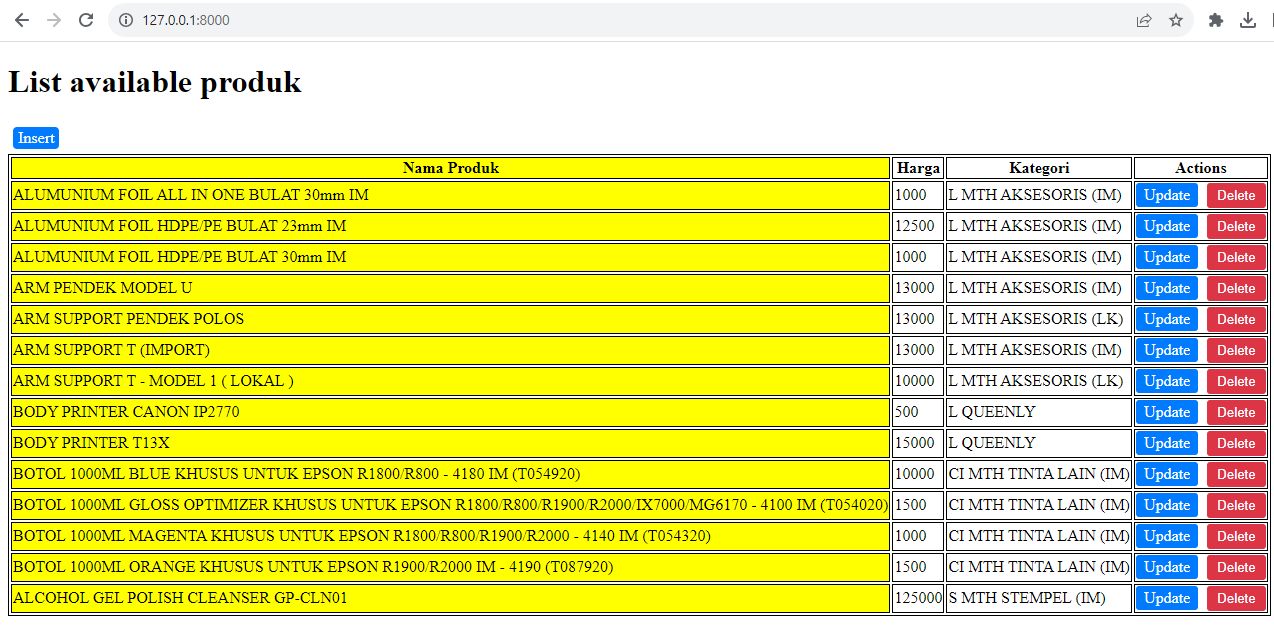 127.0.0.1:8000
List available produk
Insert
Nama Produk Harga Kategori Actions
ALUMUNIUM FOIL ALL IN ONE BULAT 30mm IM 1000 L MTH AKSESORIS (IM) Update Delete
ALUMUNIUM FOIL HDPE/PE BULAT 23mm IM 12500 L MTH AKSESORIS (IM) Update Delete
ALUMUNIUM FOIL HDPE/PE BULAT 30mm IM 1000 L MTH AKSESORIS (IM) Update Delete
ARM PENDEK MODEL U 13000 L MTH AKSESORIS (IM) Update Delete
ARM SUPPORT PENDEK POLOS 13000 L MTH AKSESORIS (LK) Update Delete
ARM SUPPORT T (IMPORT) 13000 L MTH AKSESORIS (IM) Update Delete
ARM SUPPORT T - MODEL 1 ( LOKAL ) 10000 L MTH AKSESORIS (LK) Update Delete
BODY PRINTER CANON IP2770 500 L QUEENLY Update Delete
BODY PRINTER T13X 15000 L QUEENLY Update Delete
BOTOL 1000ML BLUE KHUSUS UNTUK EPSON R1800/R800 - 4180 IM (T054920) 10000 CI MTH TINTA LAIN (IM) Update Delete
BOTOL 1000ML GLOSS OPTIMIZER KHUSUS UNTUK EPSON R1800/R800/R1900/R2000/IX7000/MG6170 - 4100 IM (T054020) 1500 CI MTH TINTA LAIN (IM) Update Delete
BOTOL 1000ML MAGENTA KHUSUS UNTUK EPSON R1800/R800/R1900/R2000 - 4140 IM (T054320) 1000 CI MTH TINTA LAIN (IM) Update Delete
BOTOL 1000ML ORANGE KHUSUS UNTUK EPSON R1900/R2000 IM - 4190 (T087920) 1500 CI MTH TINTA LAIN (IM) Update Delete
ALCOHOL GEL POLISH CLEANSER GP-CLN01 125000 S MTH STEMPEL (IM) Update Delete